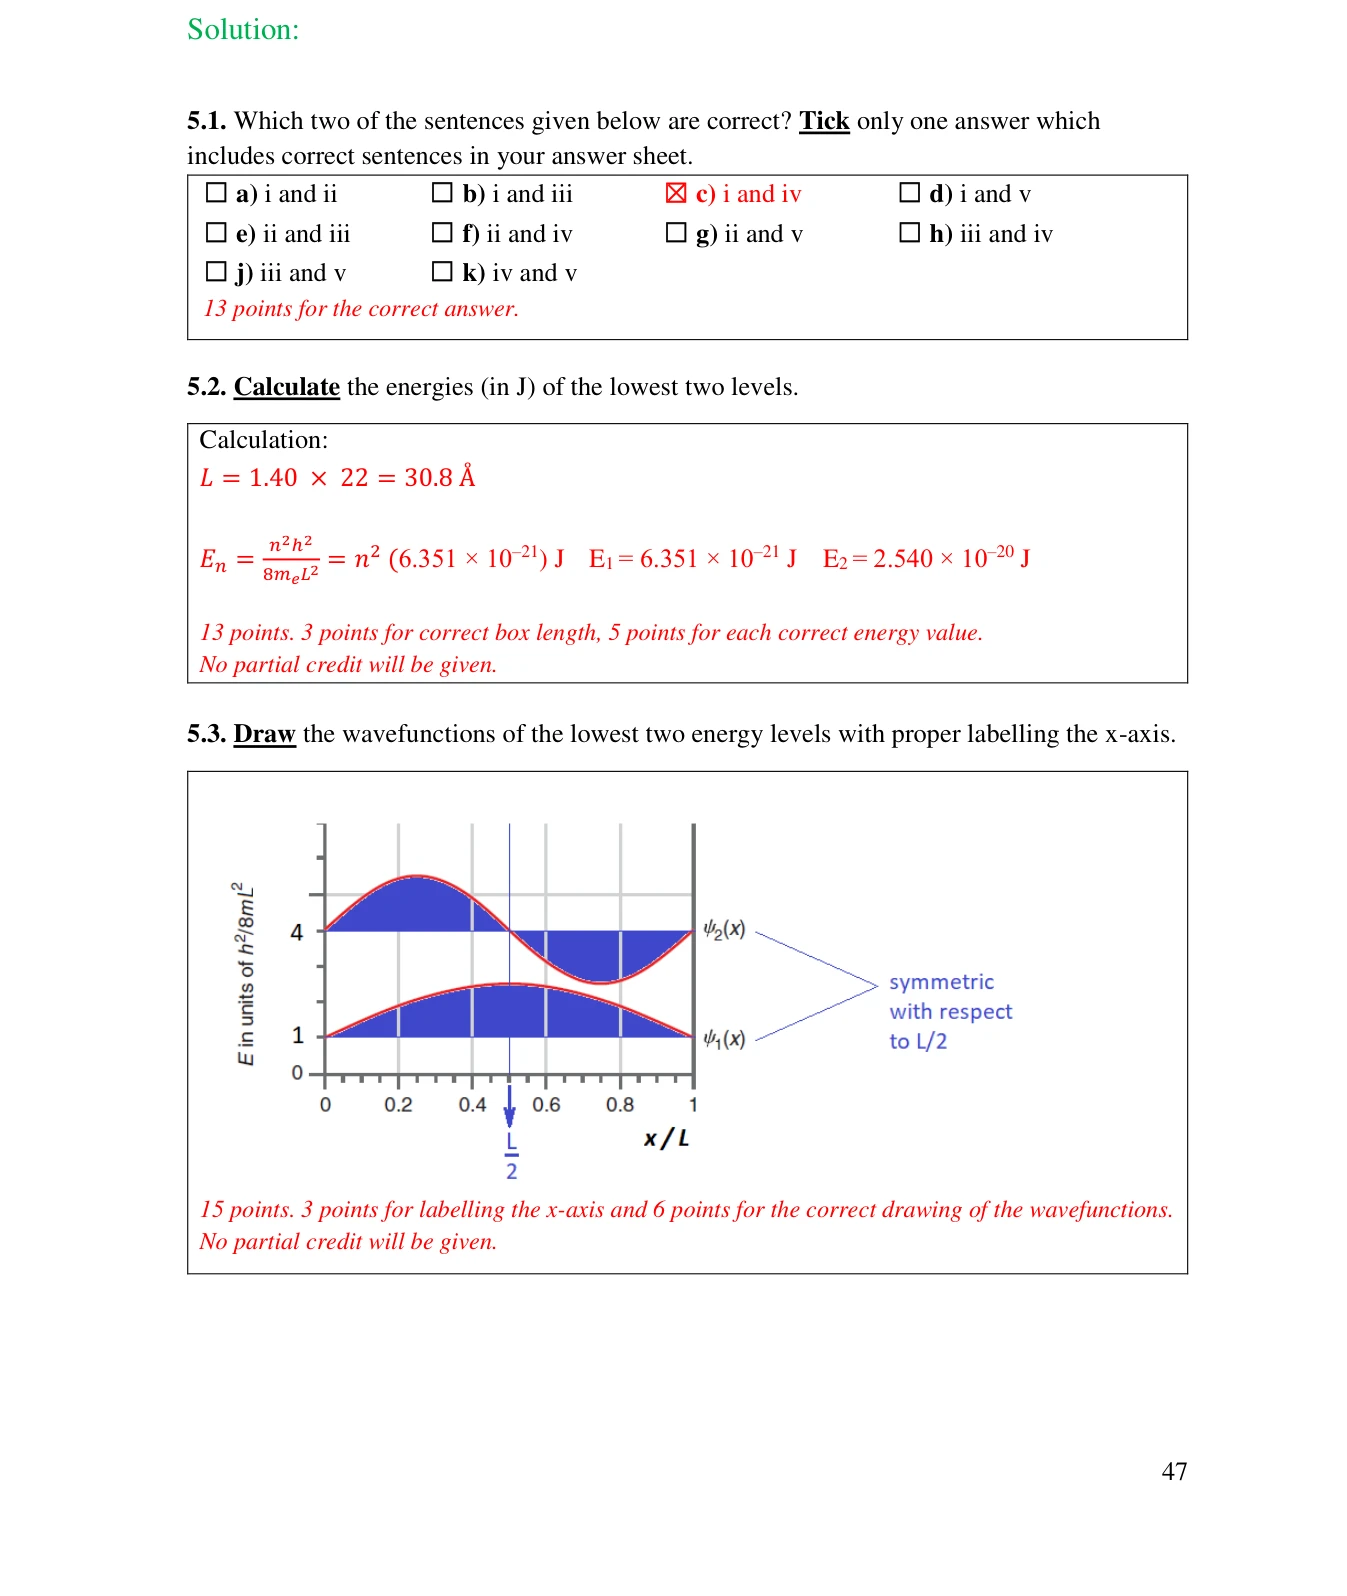 Solution:
5.1. Which two of the sentences given below are correct? Tick only one answer which
includes correct sentences in your answer sheet.
☐ a) i and ii ☐ b) i and iii ☒ c) i and iv ☐ d) i and v
☐ e) ii and iii ☐ f) ii and iv ☐ g) ii and v ☐ h) iii and iv
☐ j) iii and v ☐ k) iv and v
13 points for the correct answer.
5.2. Calculate the energies (in J) of the lowest two levels.
Calculation:
L = 1.40 × 22 = 30.8 Å
Eₙ = n²h²/8mₑL² = n² (6.351 × 10⁻²¹) J E₁ = 6.351 × 10⁻²¹ J E₂ = 2.540 × 10⁻²⁰ J
13 points. 3 points for correct box length, 5 points for each correct energy value.
No partial credit will be given.
5.3. Draw the wavefunctions of the lowest two energy levels with proper labelling the x-axis.
E in units of h²/8mL²
4
1
0
ψ₂(x)
ψ₁(x)
symmetric
with respect
to L/2
0 0.2 0.4 0.6 0.8 1
x / L
L
2
15 points. 3 points for labelling the x-axis and 6 points for the correct drawing of the wavefunctions.
No partial credit will be given.
47